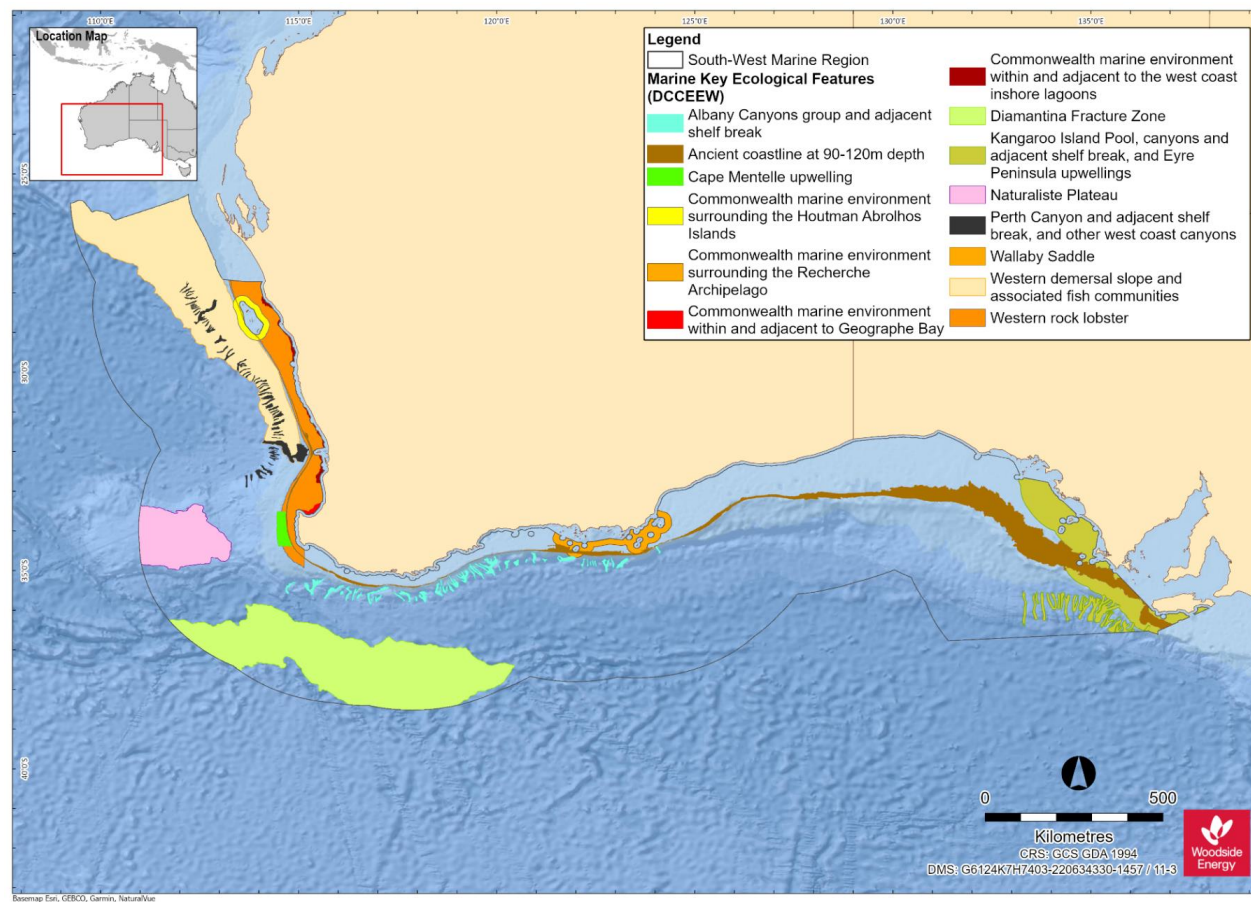 110°0'E
115°0'E
120°0'E
125°0'E
130°0'E
135°0'E
Location Map
25°0'S
30°0'S
35°0'S
40°0'S
Legend
South-West Marine Region
Marine Key Ecological Features
(DCCEEW)
Albany Canyons group and adjacent
shelf break
Ancient coastline at 90-120m depth
Cape Mentelle upwelling
Commonwealth marine environment
surrounding the Houtman Abrolhos
Islands
Commonwealth marine environment
surrounding the Recherche
Archipelago
Commonwealth marine environment
within and adjacent to Geographe Bay
Commonwealth marine environment
within and adjacent to the west coast
inshore lagoons
Diamantina Fracture Zone
Kangaroo Island Pool, canyons and
adjacent shelf break, and Eyre
Peninsula upwellings
Naturaliste Plateau
Perth Canyon and adjacent shelf
break, and other west coast canyons
Wallaby Saddle
Western demersal slope and
associated fish communities
Western rock lobster
0 500
Kilometres
CRS: GCS GDA 1994
DMS: G6124K7H7403-220634330-1457 / 11-3
Woodside
Energy
Basemap Esri, GEBCO, Garmin, NaturalVue